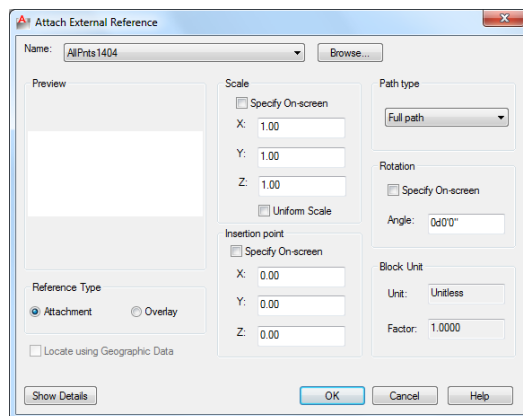 Attach External Reference
Name: AllPnts1404 Browse...
Preview
Scale
Specify On-screen
X: 1.00
Y: 1.00
Z: 1.00
Uniform Scale
Path type
Full path
Rotation
Specify On-screen
Angle: 0d0'0"
Insertion point
Specify On-screen
X: 0.00
Y: 0.00
Z: 0.00
Block Unit
Unit: Unitless
Factor: 1.0000
Reference Type
Attachment Overlay
Locate using Geographic Data
Show Details OK Cancel Help